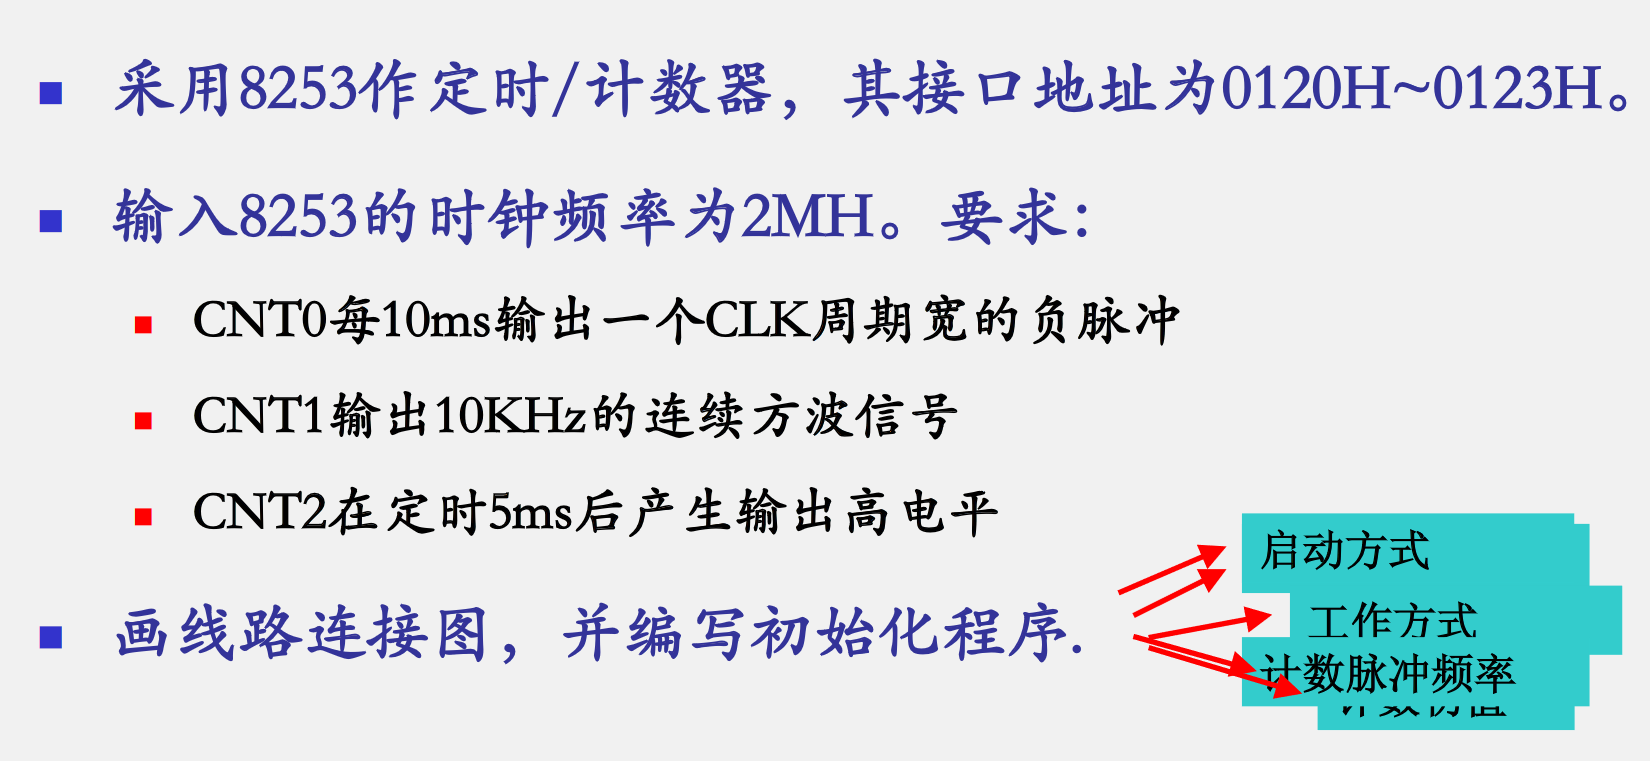 采用8253作定时/计数器，其接口地址为0120H~0123H。
输入8253的时钟频率为2MH。要求：
CNT0每10ms输出一个CLK周期宽的负脉冲
CNT1输出10KHz的连续方波信号
CNT2在定时5ms后产生输出高电平
启动方式
工作方式
画线路连接图，并编写初始化程序.
计数脉冲频率